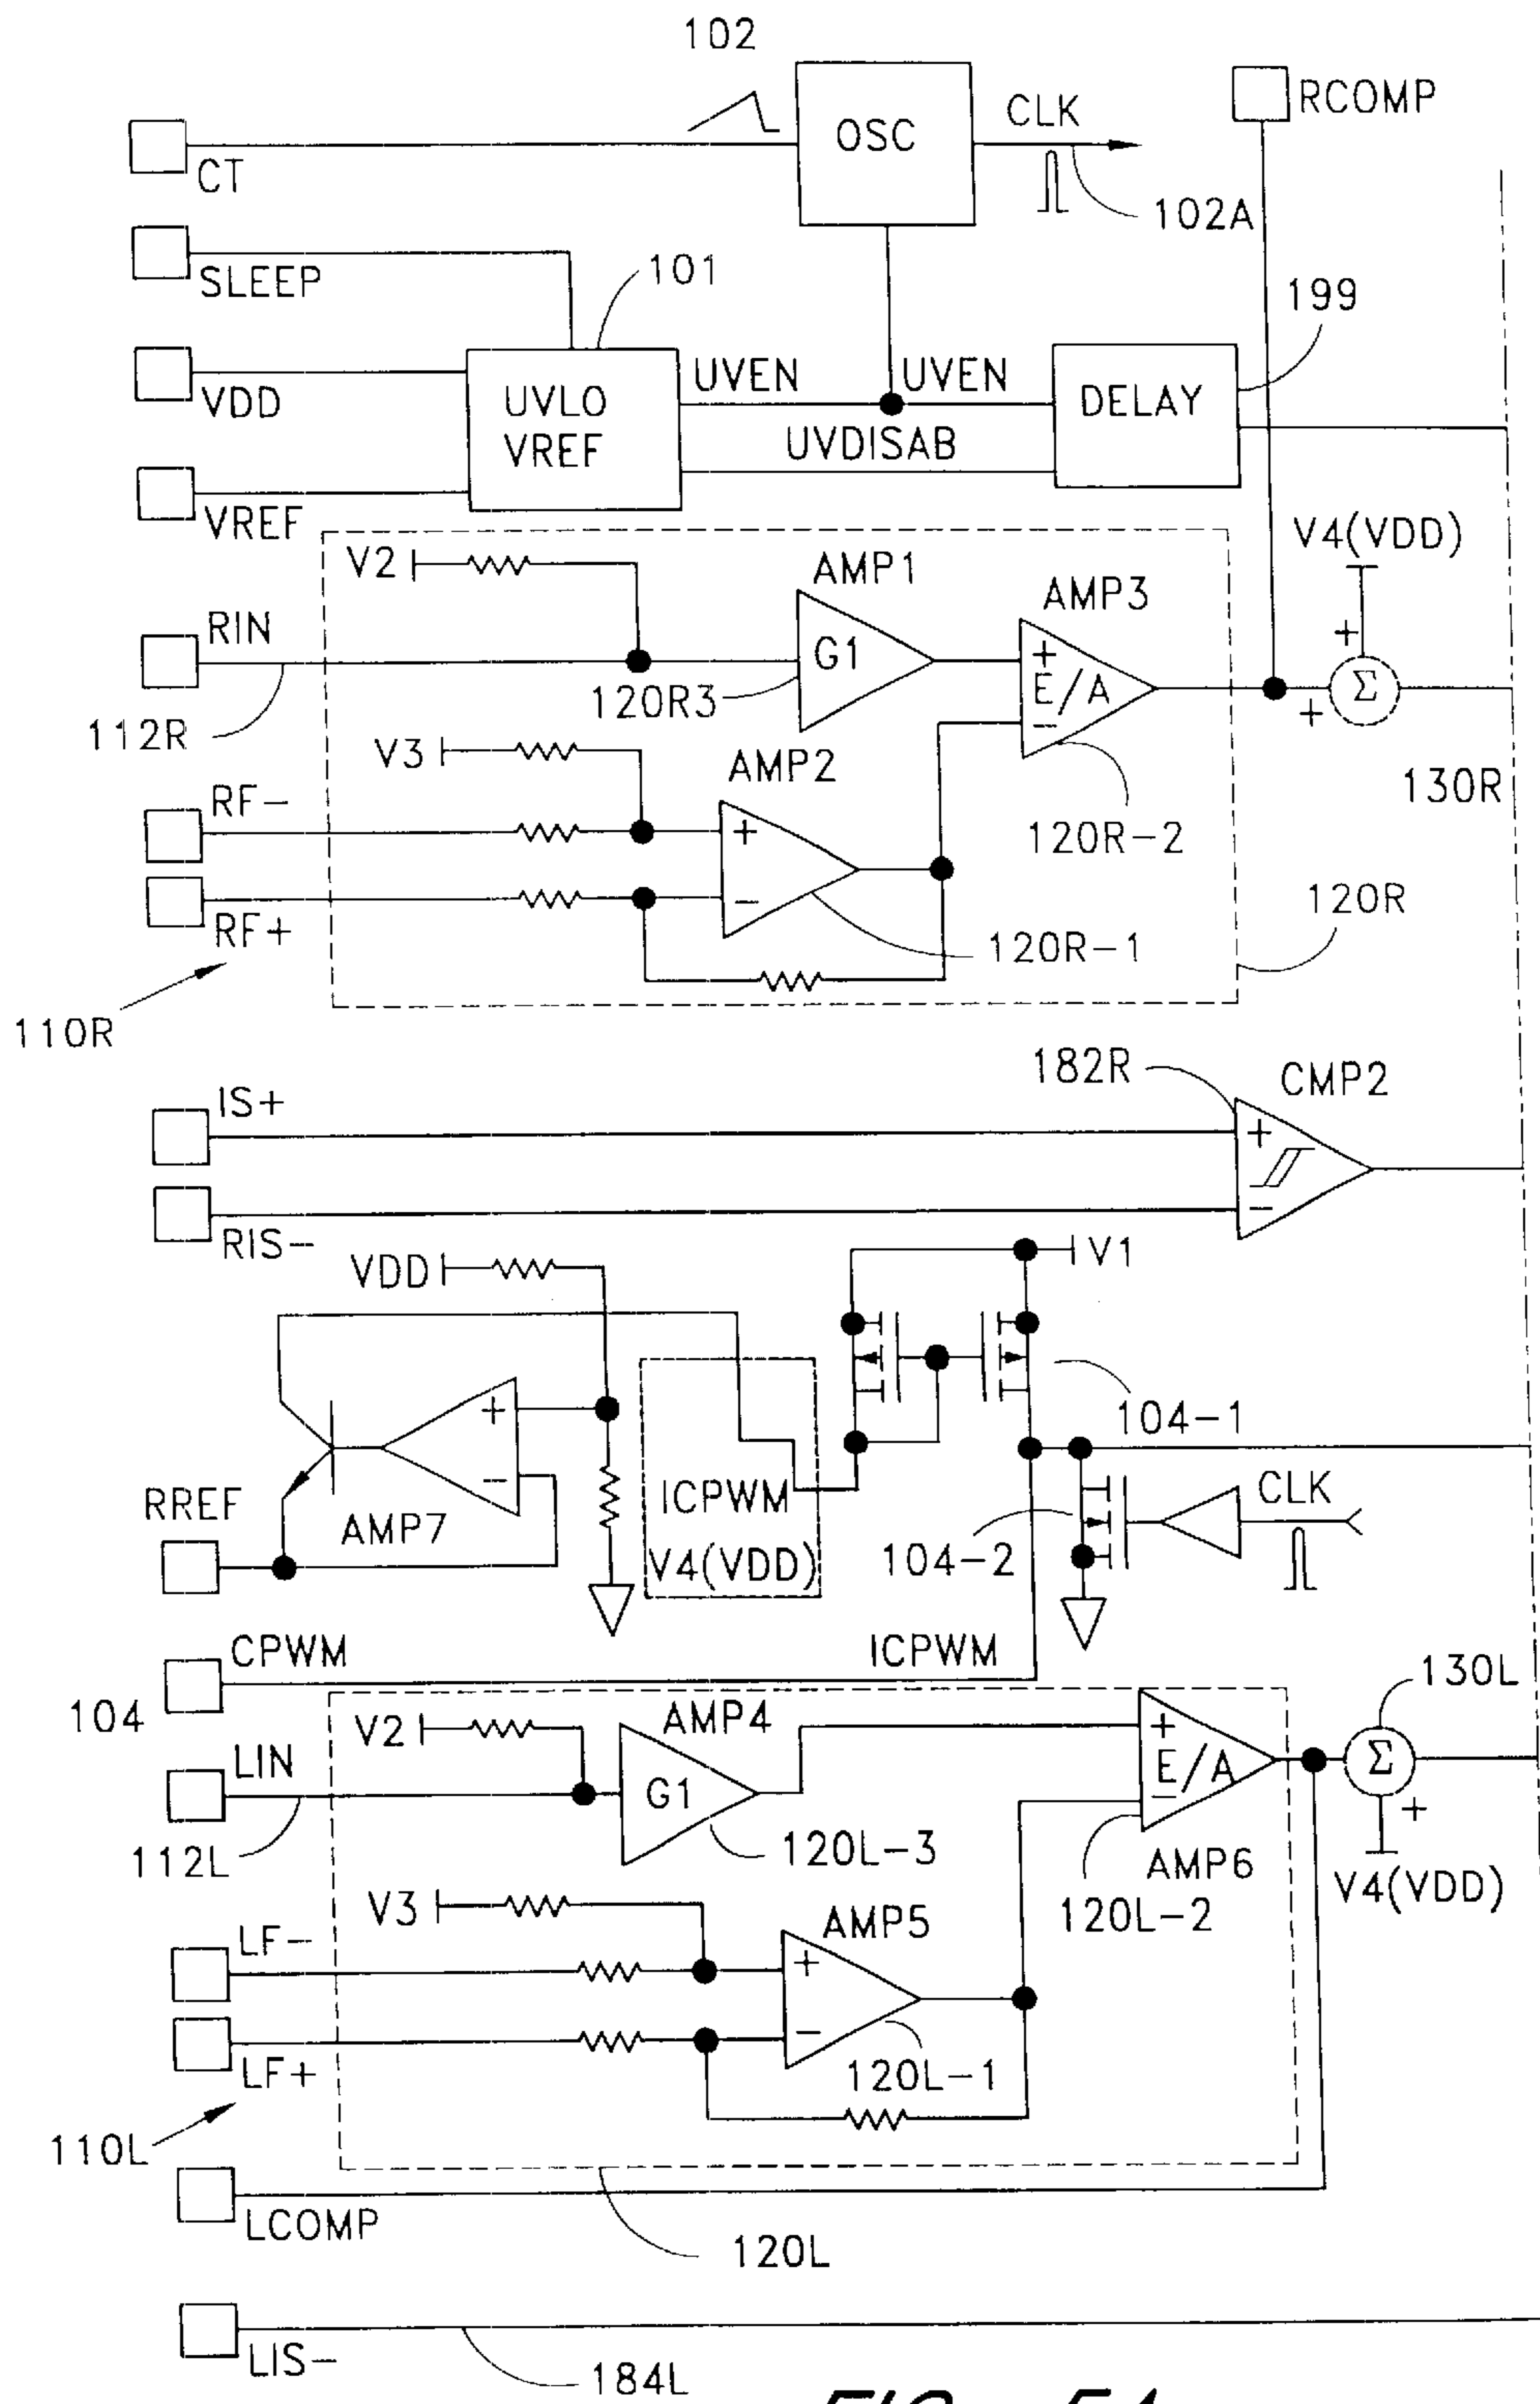 102
OSC
CLK
RCOMP
CT
102A
SLEEP
101
199
VDD
UVLO
VREF
UVEN
UVEN
DELAY
UVDISAB
VREF
V4(VDD)
V2
AMP1
AMP3
RIN
G1
+
E/A
−
+
Σ
+
120R3
112R
V3
AMP2
130R
RF−
+
120R-2
−
120R
RF+
120R-1
110R
182R
CMP2
IS+
+
−
RIS−
VDD
V1
+
104-1
−
ICPWM
CLK
RREF
AMP7
V4(VDD)
104-2
CPWM
ICPWM
130L
104
V2
AMP4
+
E/A
−
Σ
+
LIN
G1
112L
120L-3
AMP6
V4(VDD)
V3
AMP5
120L-2
LF−
+
−
LF+
120L-1
110L
LCOMP
120L
LIS−
184L